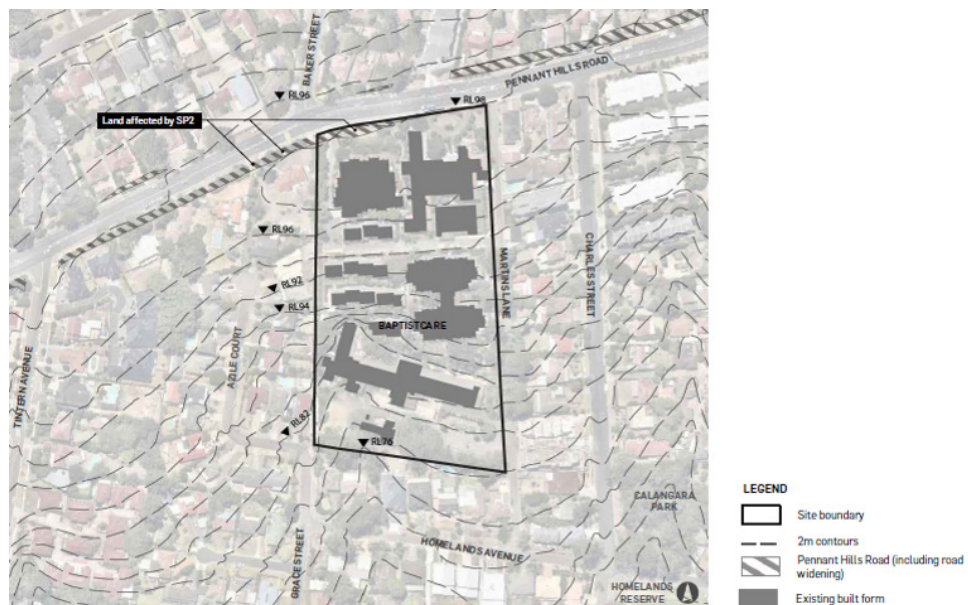 BAKER STREET
PENNANT HILLS ROAD
RL96
RL98
Land affected by SP2
RL96
MARTINS LANE
CHARLES STREET
RL92
RL94
BAPTISTCARE
AZILE COURT
TINTERN AVENUE
RL82
RL76
CALANGARA
PARK
GRACE STREET
HOMELANDS AVENUE
HOMELANDS
RESERVE
LEGEND
Site boundary
2m contours
Pennant Hills Road (including road
widening)
Existing built form